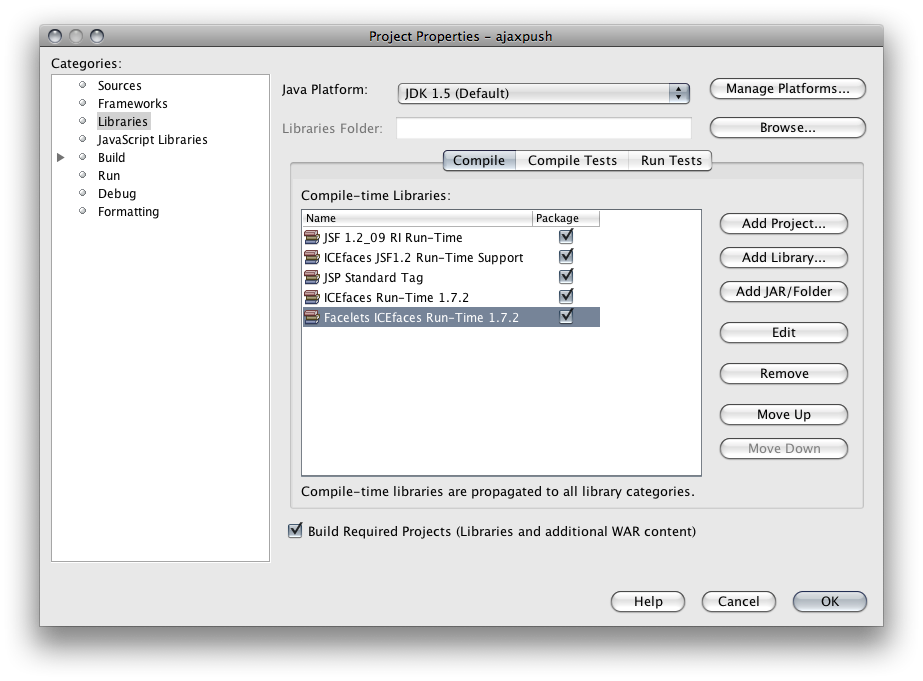 Project Properties – ajaxpush
Categories:
Sources
Frameworks
Libraries
JavaScript Libraries
Build
Run
Debug
Formatting
Java Platform:
JDK 1.5 (Default)
Manage Platforms...
Libraries Folder:
Browse...
Compile
Compile Tests
Run Tests
Compile-time Libraries:
Name
Package
JSF 1.2_09 RI Run-Time
ICEfaces JSF1.2 Run-Time Support
JSP Standard Tag
ICEfaces Run-Time 1.7.2
Facelets ICEfaces Run-Time 1.7.2
Add Project...
Add Library...
Add JAR/Folder
Edit
Remove
Move Up
Move Down
Compile-time libraries are propagated to all library categories.
Build Required Projects (Libraries and additional WAR content)
Help
Cancel
OK